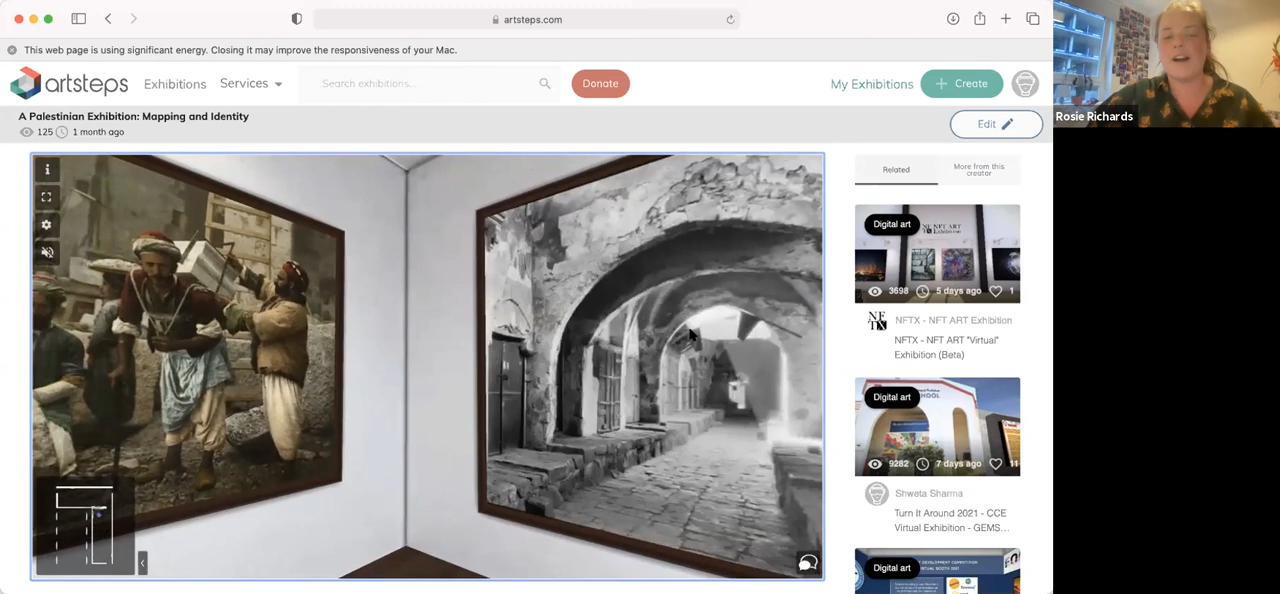 artsteps.com
This web page is using significant energy. Closing it may improve the responsiveness of your Mac.
artsteps
Exhibitions
Services
Search exhibitions...
Donate
My Exhibitions
+ Create
A Palestinian Exhibition: Mapping and Identity
125
1 month ago
Edit
Rosie Richards
Related
More from this
creator
Digital art
NFT ART
3698
5 days ago
1
NFTX - NFT ART Exhibition
NFTX - NFT ART "Virtual"
Exhibition (Beta)
Digital art
9282
7 days ago
11
Shweta Sharma
Turn It Around 2021 - CCE
Virtual Exhibition - GEMS...
Digital art